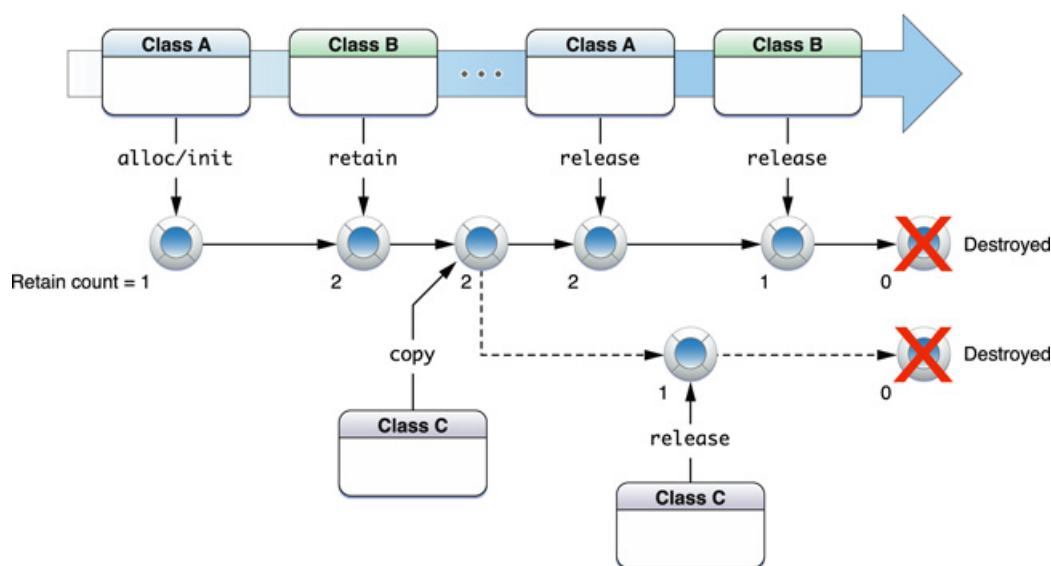 Class A
Class B
• • •
Class A
Class B
alloc/init
retain
release
release
Destroyed
Retain count = 1
2
2
2
1
0
copy
Destroyed
1
0
Class C
release
Class C